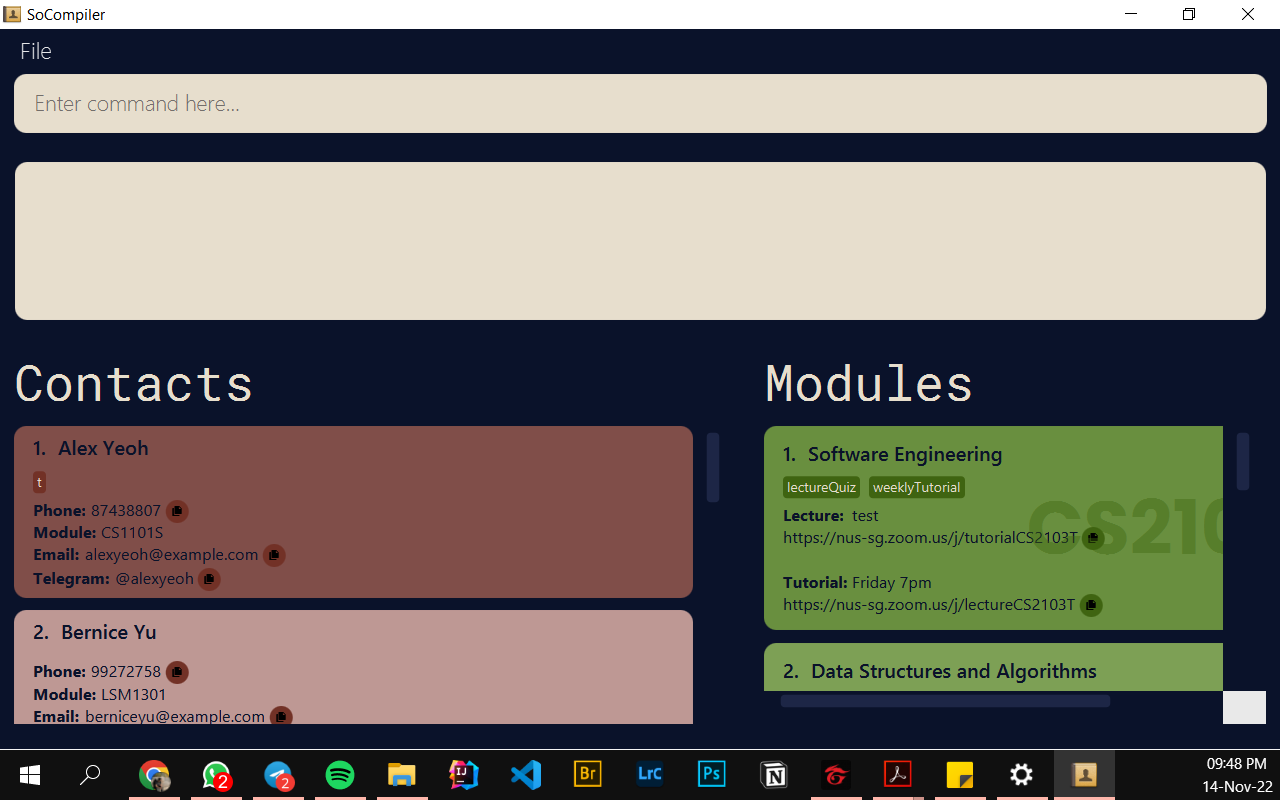 SoCompiler
File
Enter command here...
Contacts
Modules
1. Alex Yeoh
t
Phone: 87438807
Module: CS1101S
Email: alexyeoh@example.com
Telegram: @alexyeoh
2. Bernice Yu
Phone: 99272758
Module: LSM1301
Email: berniceyu@example.com
1. Software Engineering
lectureQuiz weeklyTutorial
CS210
Lecture: test
https://nus-sg.zoom.us/j/tutorialCS2103T
Tutorial: Friday 7pm
https://nus-sg.zoom.us/j/lectureCS2103T
2. Data Structures and Algorithms
2
2
IJ
Br
LrC
Ps
N
09:48 PM
14-Nov-22